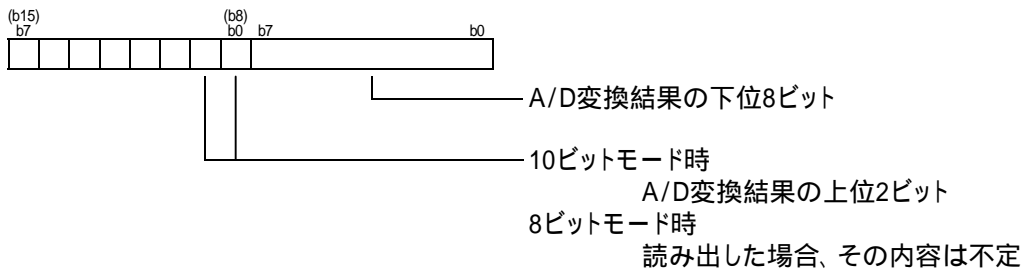 (b15) (b8)
b7 b0 b7 b0
A/D変換結果の下位8ビット
10ビットモード時
A/D変換結果の上位2ビット
8ビットモード時
読み出した場合、その内容は不定